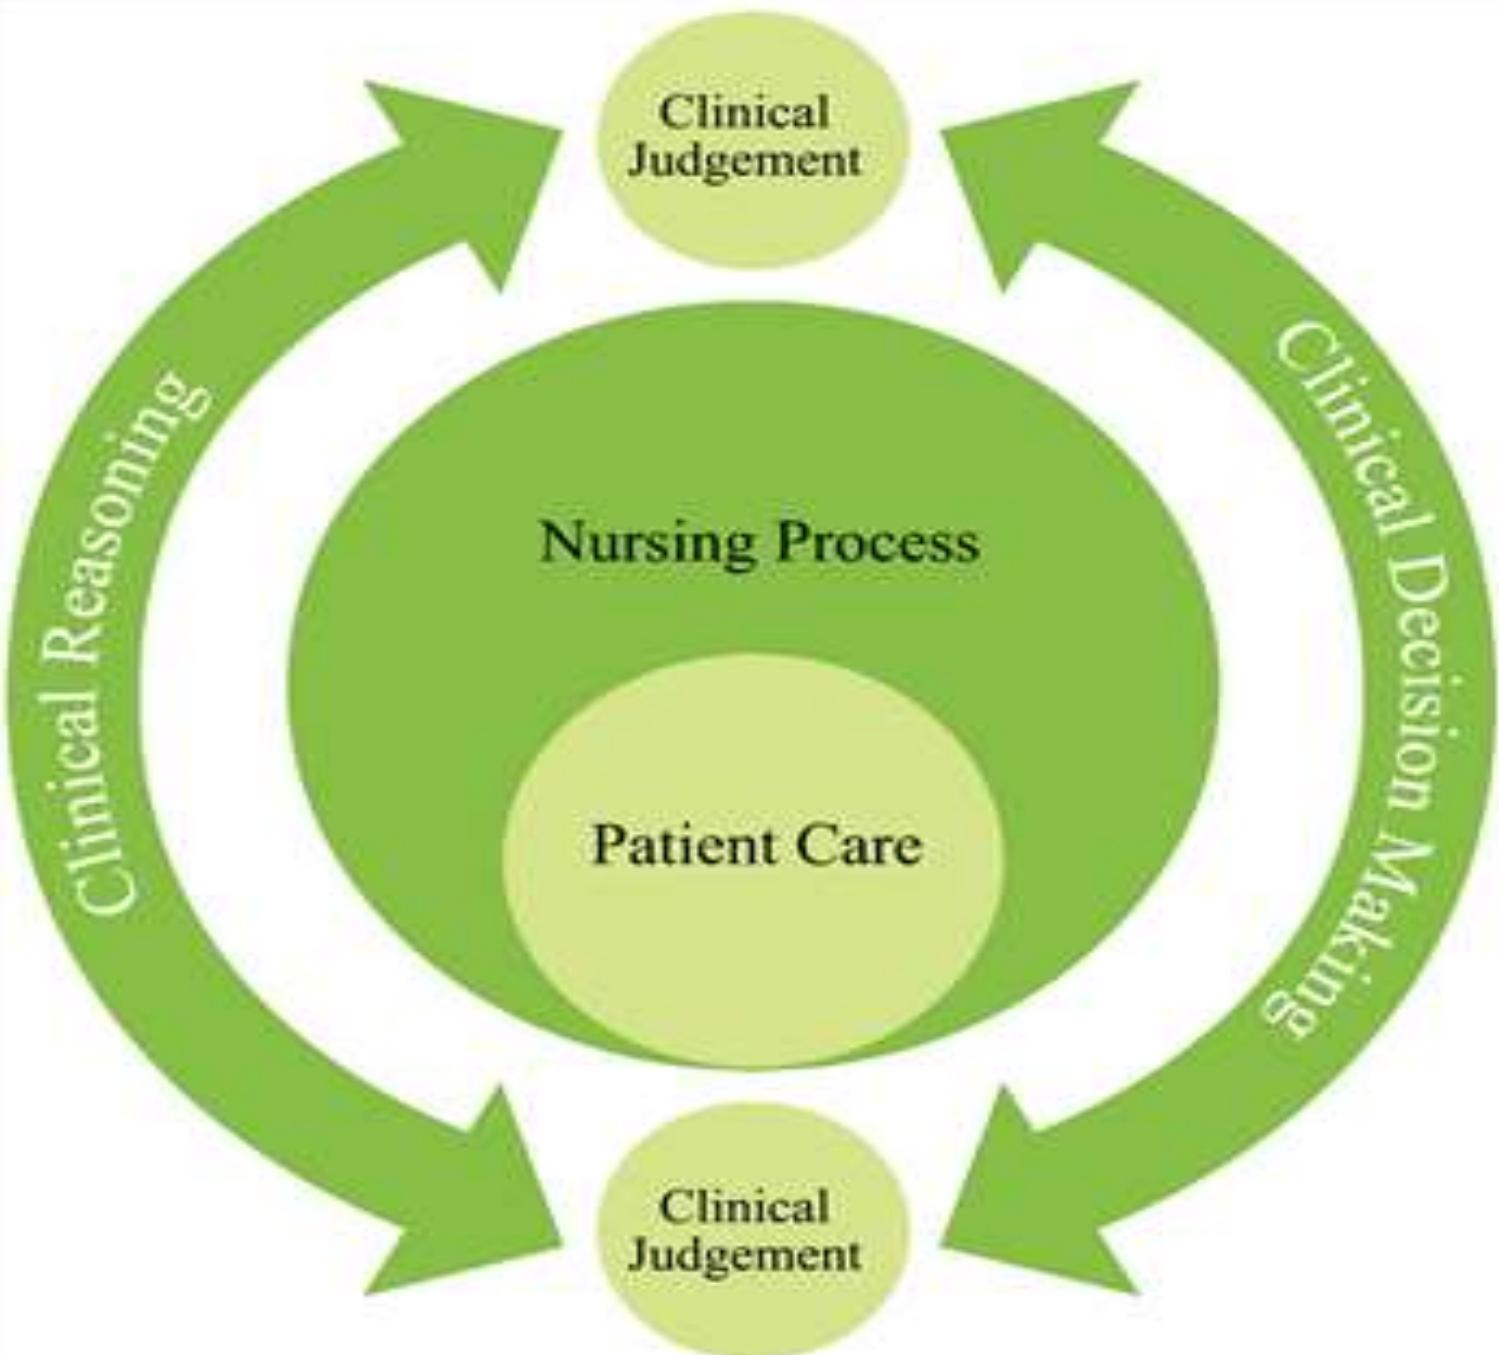 Clinical
Judgement
Clinical Reasoning
Clinical Decision Making
Nursing Process
Patient Care
Clinical
Judgement